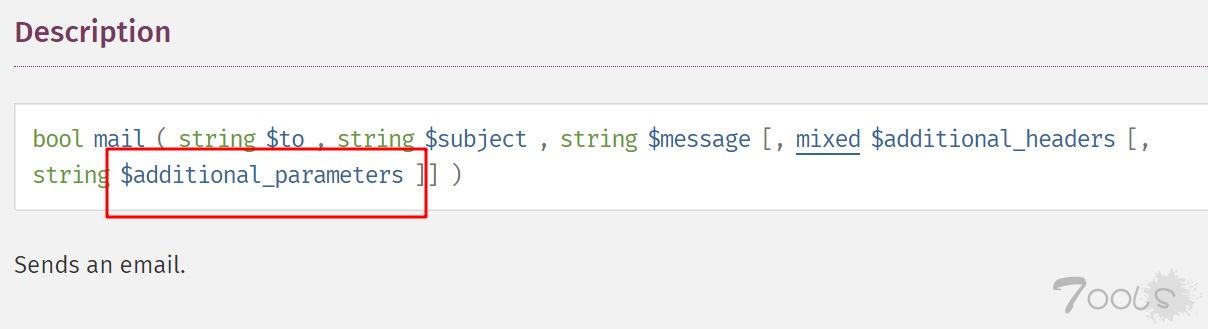 Description
bool mail ( string $to , string $subject , string $message [, mixed $additional_headers [,
string $additional_parameters ]] )
Sends an email.
7ools